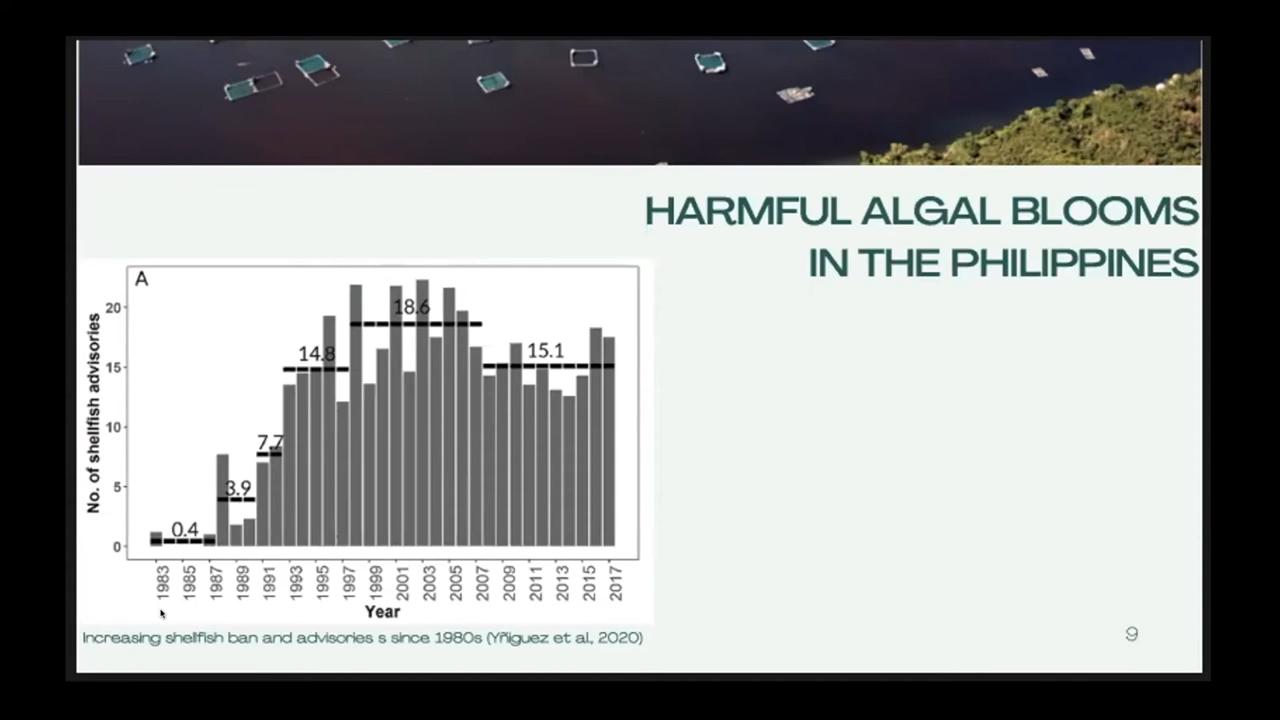 HARMFUL ALGAL BLOOMS
IN THE PHILIPPINES
A
No. of shellfish advisories
20
15
10
5
0
0.4
3.9
7.7
14.8
18.6
15.1
1983 1985 1987 1989 1991 1993 1995 1997 1999 2001 2003 2005 2007 2009 2011 2013 2015 2017
Year
Increasing shellfish ban and advisories s since 1980s (Yñiguez et al., 2020)
9